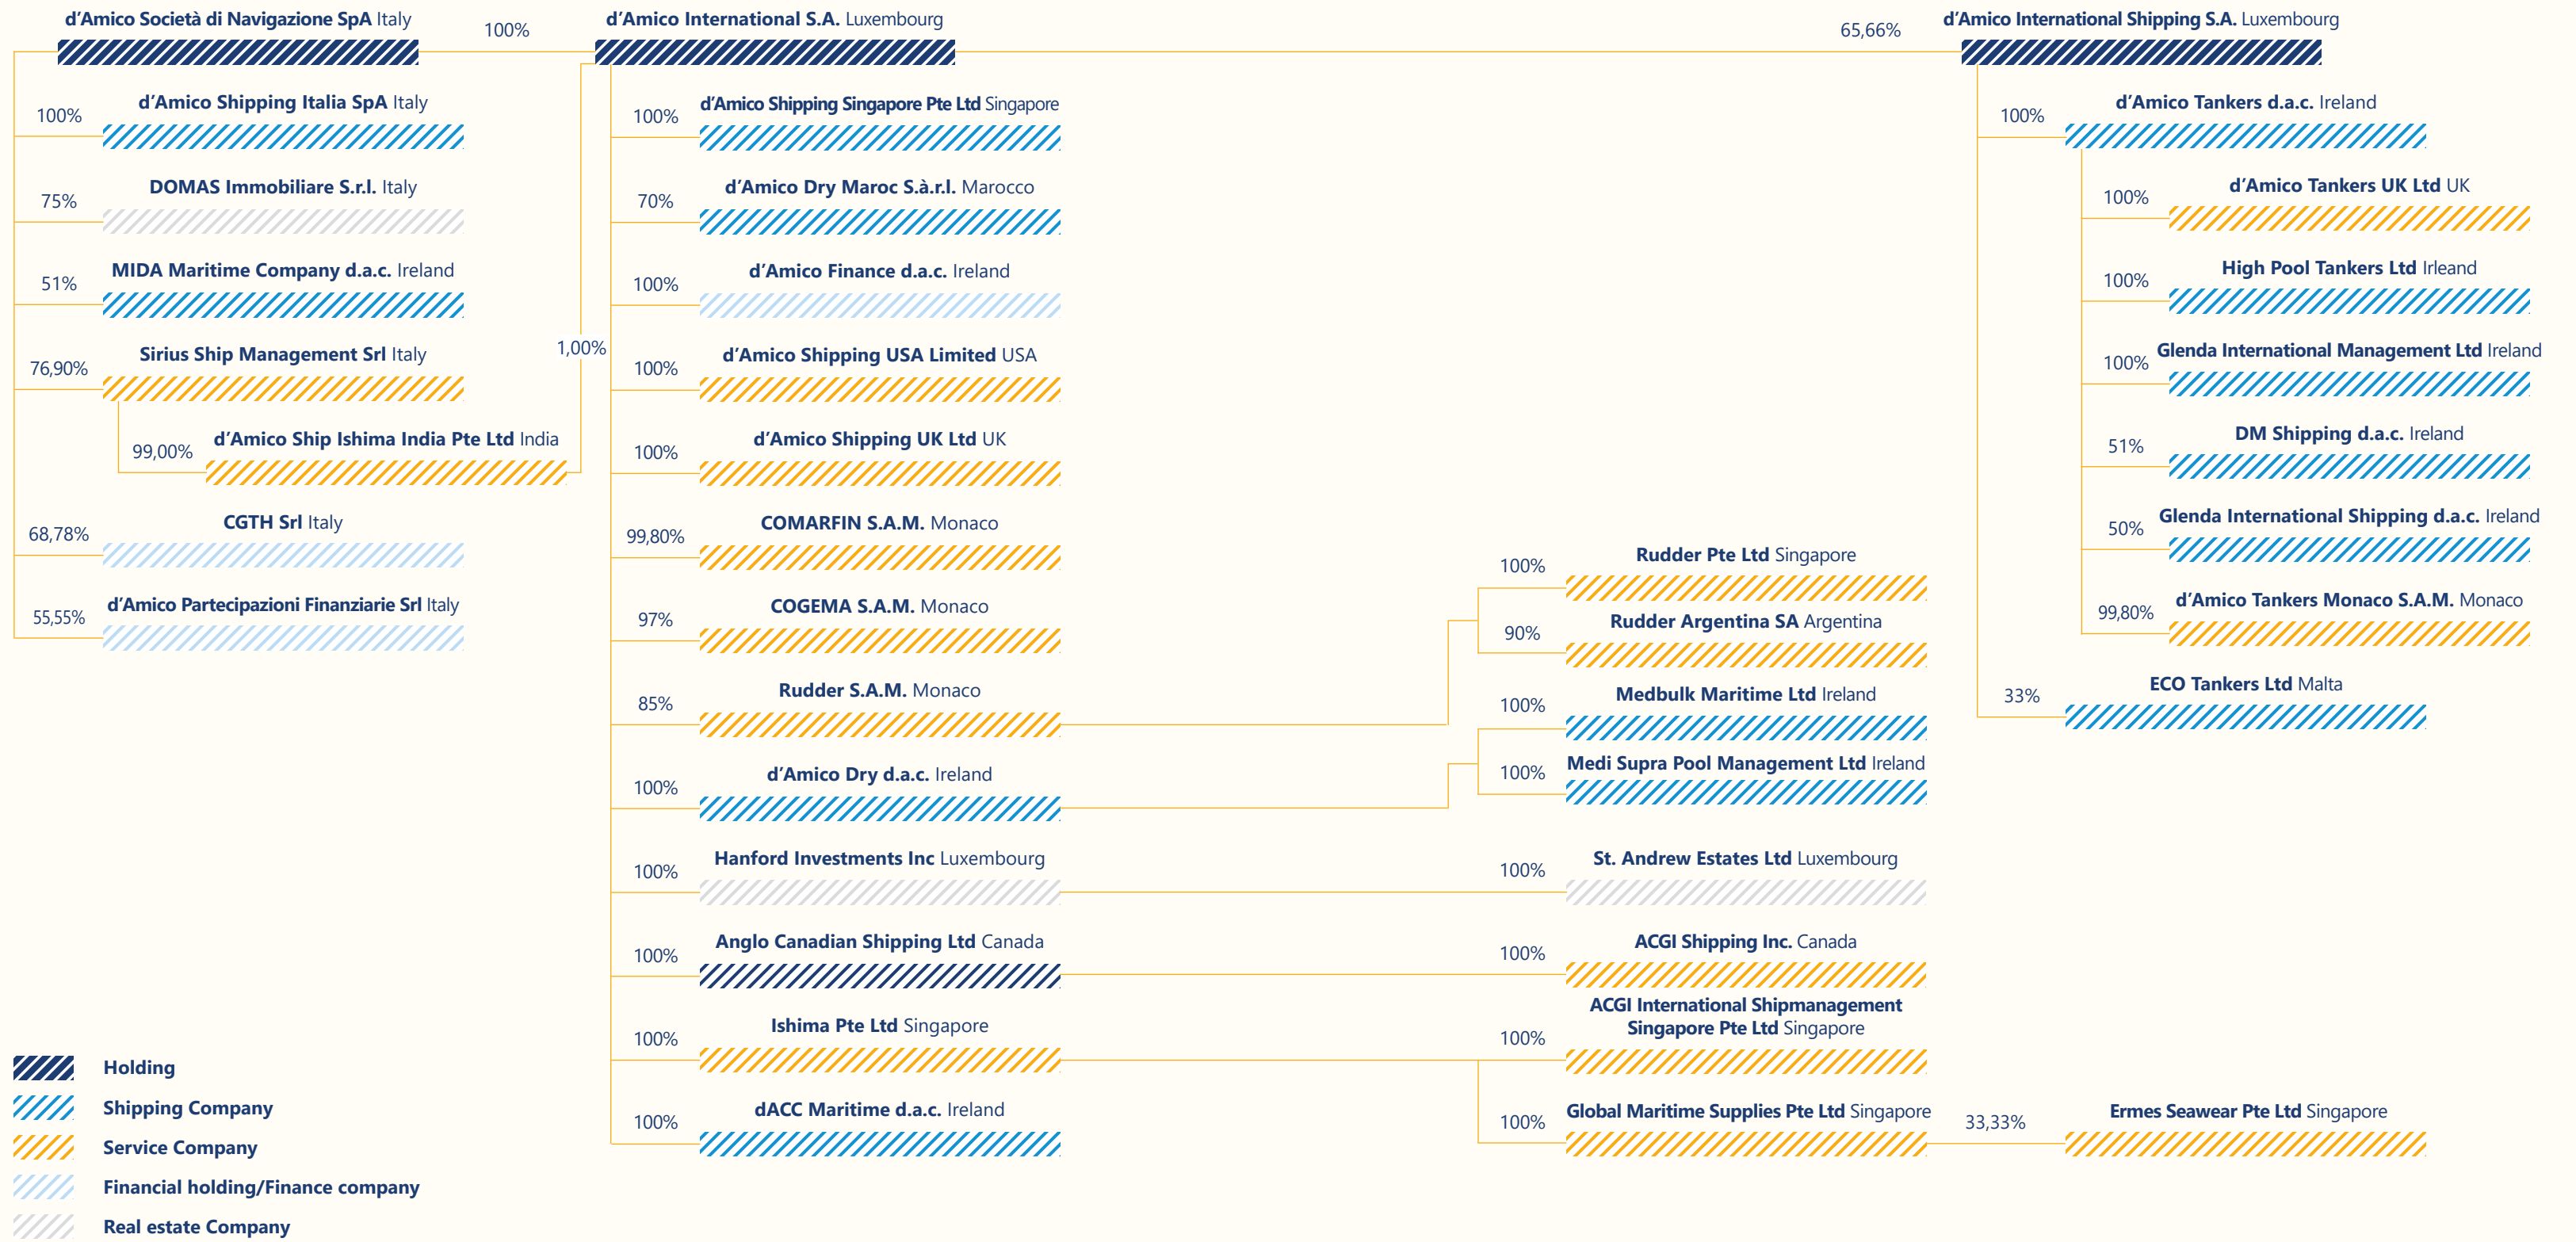 d’Amico Società di Navigazione SpA Italy
100%
d’Amico International S.A. Luxembourg
65,66%
d’Amico International Shipping S.A. Luxembourg
100%
d’Amico Shipping Italia SpA Italy
75%
DOMAS Immobiliare S.r.l. Italy
51%
MIDA Maritime Company d.a.c. Ireland
76,90%
Sirius Ship Management Srl Italy
99,00%
d’Amico Ship Ishima India Pte Ltd India
1,00%
68,78%
CGTH Srl Italy
55,55%
d’Amico Partecipazioni Finanziarie Srl Italy
100%
d’Amico Shipping Singapore Pte Ltd Singapore
70%
d’Amico Dry Maroc S.à.r.l. Marocco
100%
d’Amico Finance d.a.c. Ireland
100%
d’Amico Shipping USA Limited USA
100%
d’Amico Shipping UK Ltd UK
99,80%
COMARFIN S.A.M. Monaco
97%
COGEMA S.A.M. Monaco
85%
Rudder S.A.M. Monaco
100%
d’Amico Dry d.a.c. Ireland
100%
Hanford Investments Inc Luxembourg
100%
Anglo Canadian Shipping Ltd Canada
100%
Ishima Pte Ltd Singapore
100%
dACC Maritime d.a.c. Ireland
100%
Rudder Pte Ltd Singapore
90%
Rudder Argentina SA Argentina
100%
Medbulk Maritime Ltd Ireland
100%
Medi Supra Pool Management Ltd Ireland
100%
St. Andrew Estates Ltd Luxembourg
100%
ACGI Shipping Inc. Canada
100%
ACGI International Shipmanagement
Singapore Pte Ltd Singapore
100%
Global Maritime Supplies Pte Ltd Singapore
33,33%
Ermes Seawear Pte Ltd Singapore
100%
d’Amico Tankers d.a.c. Ireland
100%
d’Amico Tankers UK Ltd UK
100%
High Pool Tankers Ltd Irleand
100%
Glenda International Management Ltd Ireland
51%
DM Shipping d.a.c. Ireland
50%
Glenda International Shipping d.a.c. Ireland
99,80%
d’Amico Tankers Monaco S.A.M. Monaco
33%
ECO Tankers Ltd Malta
Holding
Shipping Company
Service Company
Financial holding/Finance company
Real estate Company